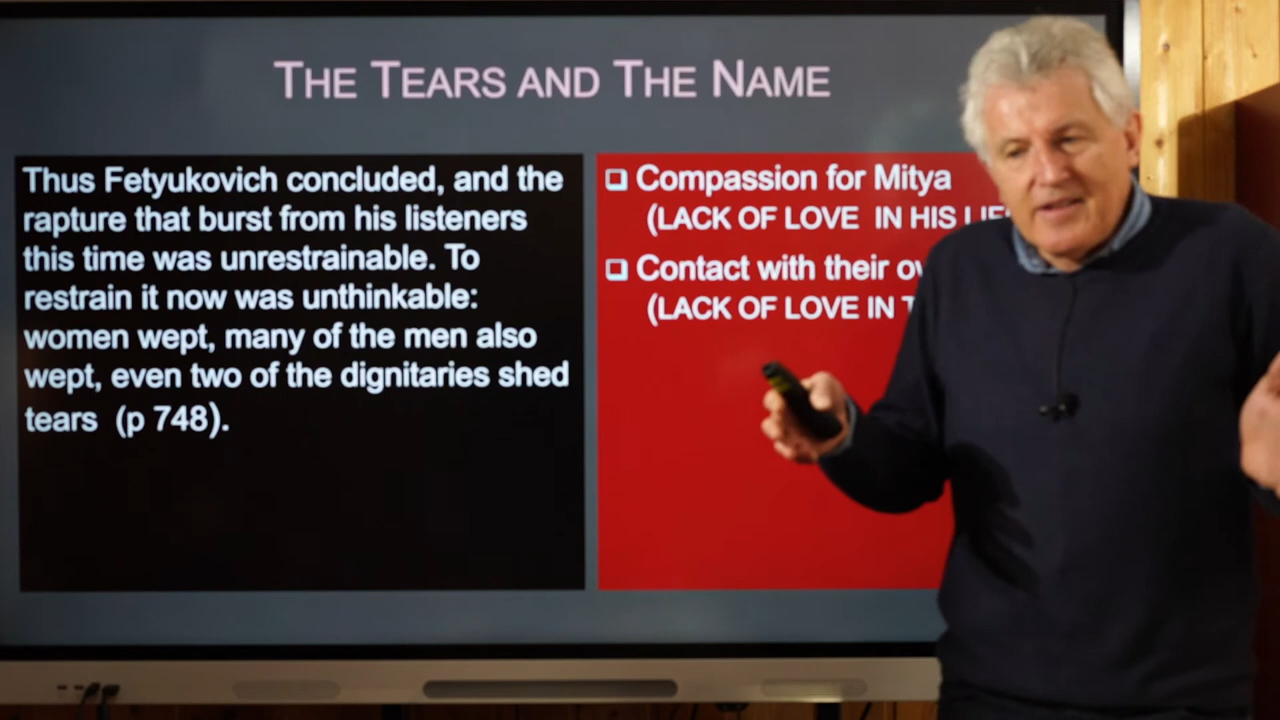 THE TEARS AND THE NAME
Thus Fetyukovich concluded, and the
rapture that burst from his listeners
this time was unrestrainable. To
restrain it now was unthinkable:
women wept, many of the men also
wept, even two of the dignitaries shed
tears (p 748).
Compassion for Mitya
(LACK OF LOVE IN HIS
Contact with their
(LACK OF LOVE IN